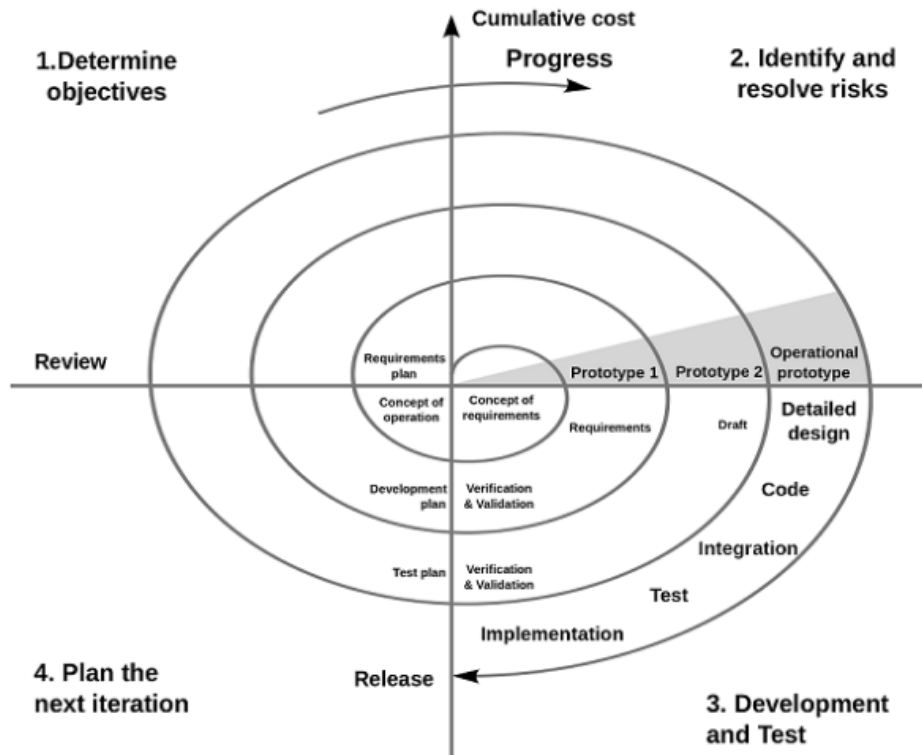 Cumulative cost
Progress
1.Determine
objectives
2. Identify and
resolve risks
Review
Requirements
plan
Prototype 1
Prototype 2
Operational
prototype
Concept of
operation
Concept of
requirements
Requirements
Draft
Detailed
design
Development
plan
Verification
& Validation
Code
Integration
Test plan
Verification
& Validation
Test
Implementation
Release
4. Plan the
next iteration
3. Development
and Test